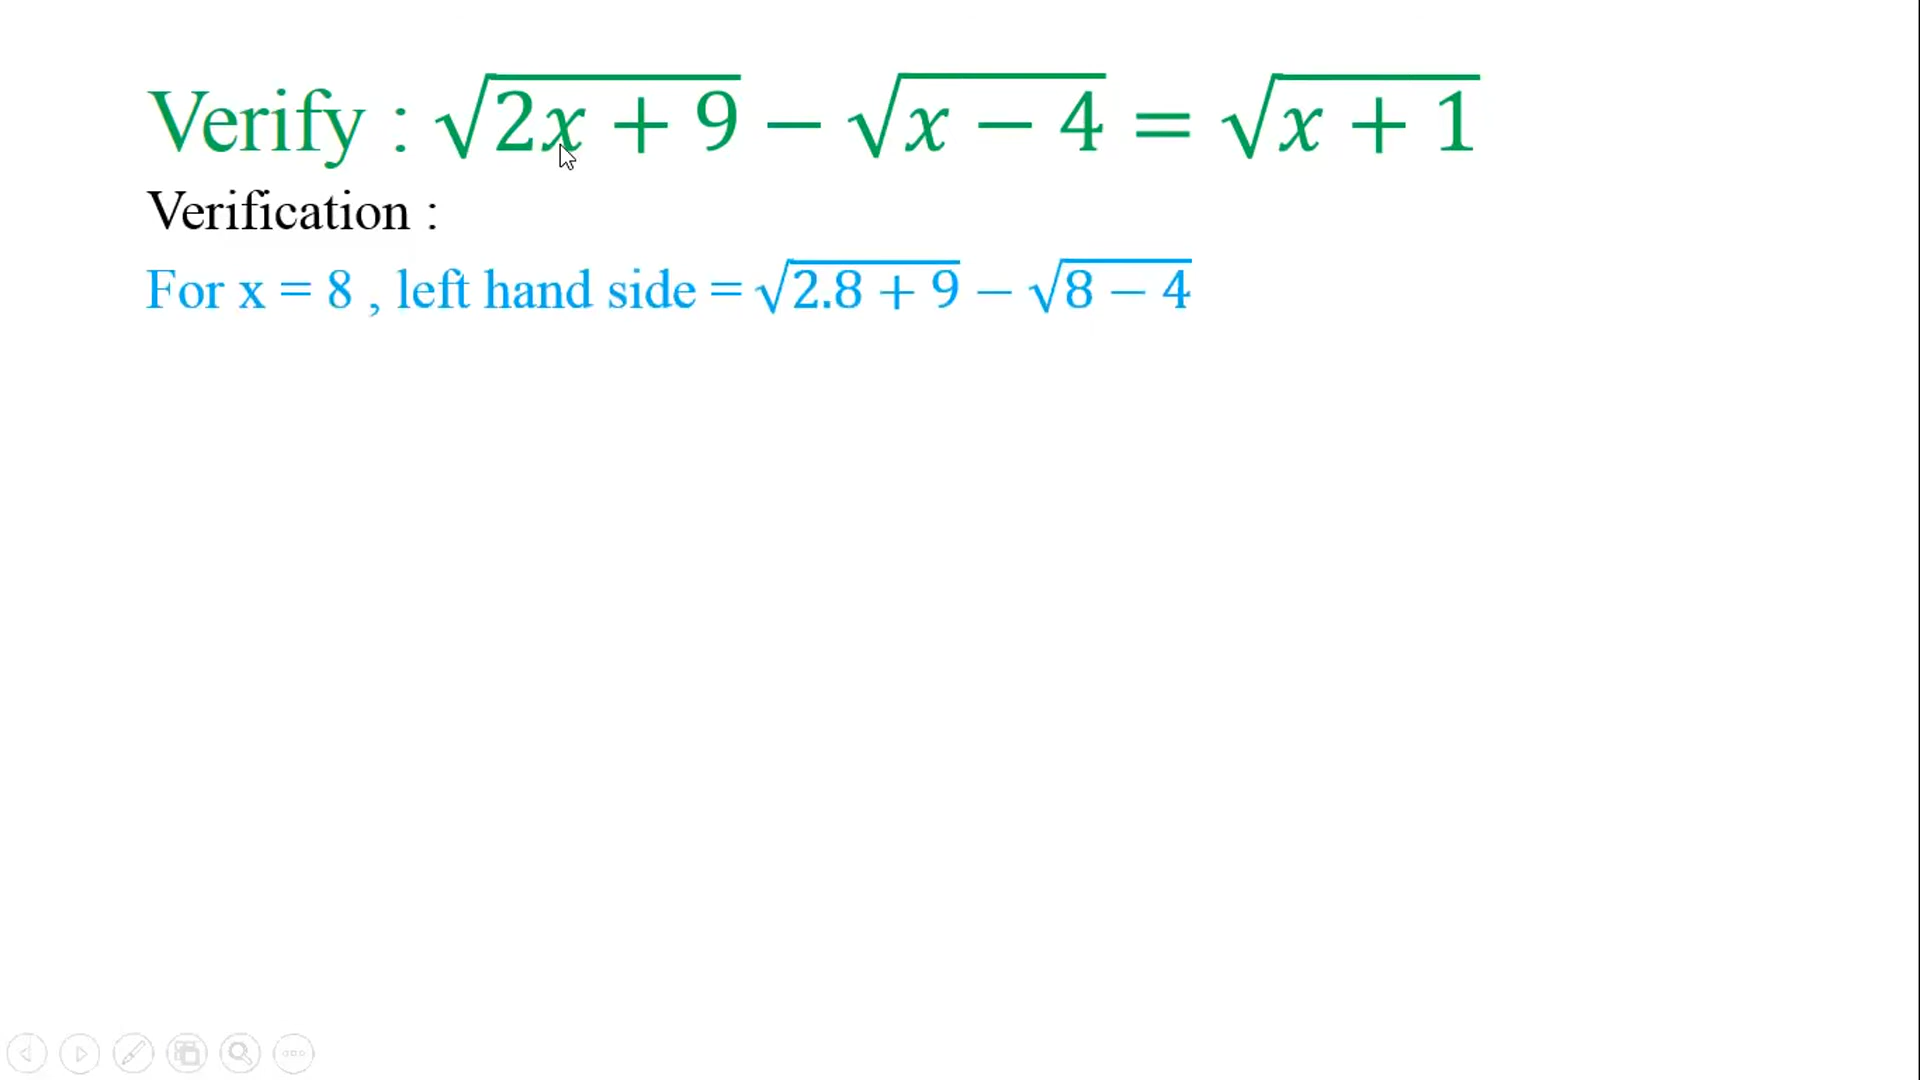 Verify : √2x + 9 − √x − 4 = √x + 1
Verification :
For x = 8 , left hand side = √2.8 + 9 − √8 − 4